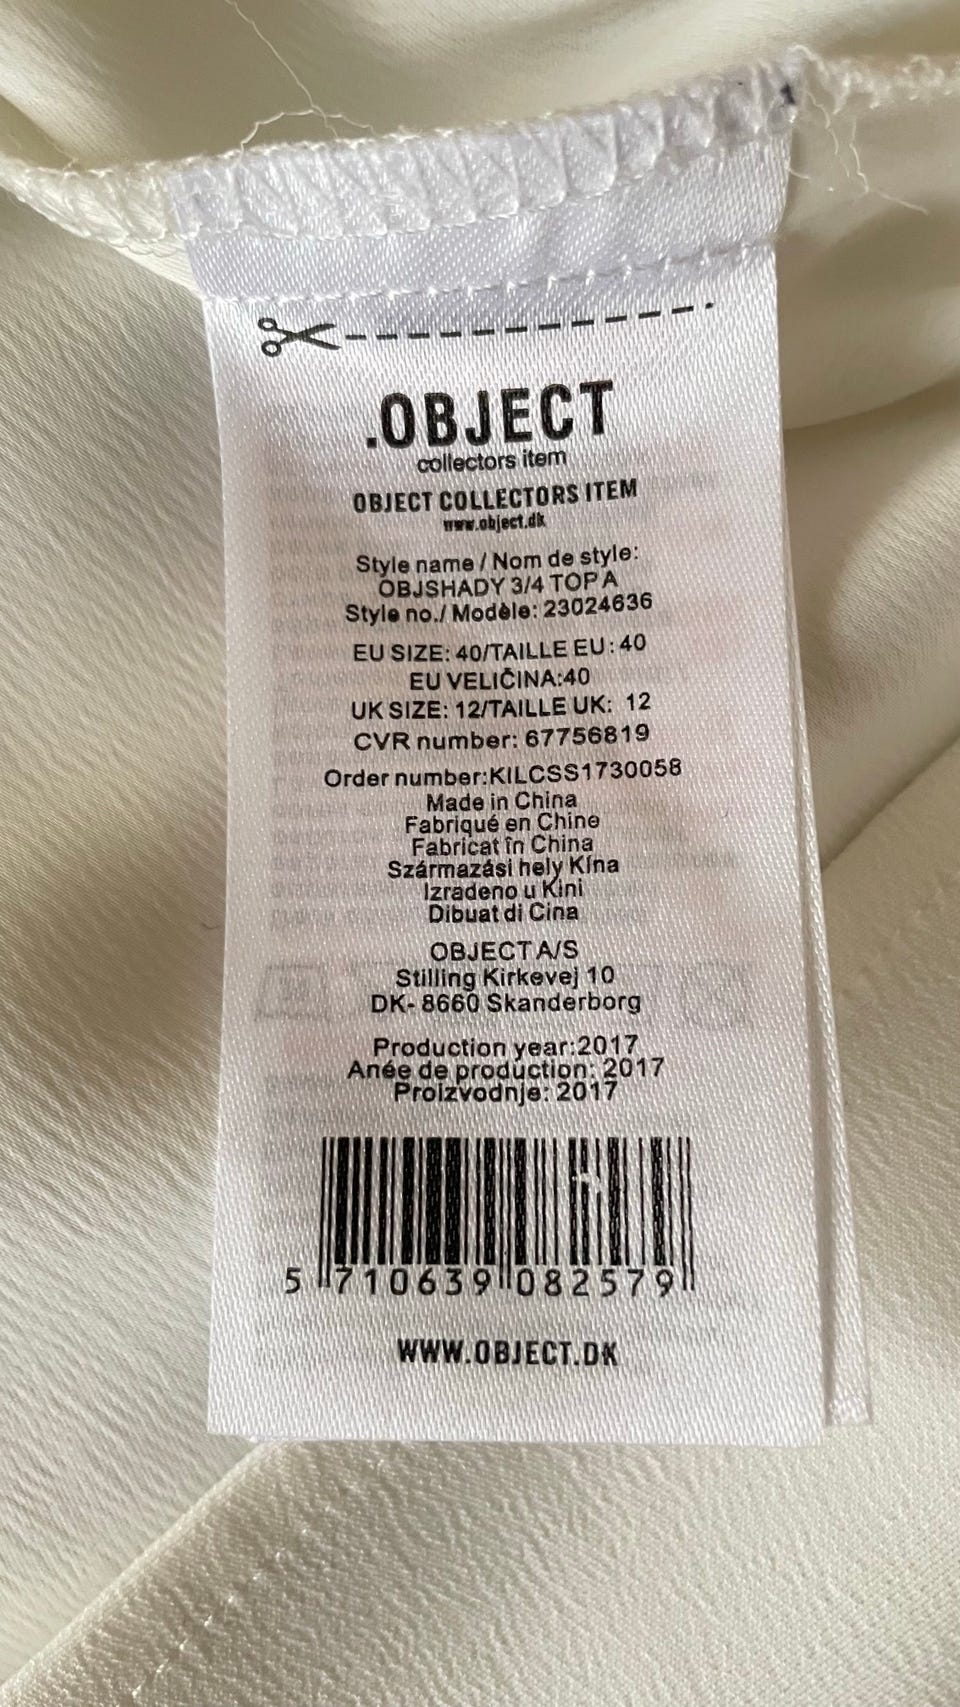 .OBJECT
collectors item
OBJECT COLLECTORS ITEM
www.object.dk
Style name / Nom de style:
OBJSHADY 3/4 TOP A
Style no./ Modèle: 23024636
EU SIZE: 40/TAILLE EU: 40
EU VELIČINA:40
UK SIZE: 12/TAILLE UK: 12
CVR number: 67756819
Order number:KILCSS1730058
Made in China
Fabriqué en Chine
Fabricat în China
Származási hely Kína
Izradeno u Kini
Dibuat di Cina
OBJECT A/S
Stilling Kirkevej 10
DK- 8660 Skanderborg
Production year:2017
Anée de production: 2017
Proizvodnje: 2017
5 710639 082579
WWW.OBJECT.DK